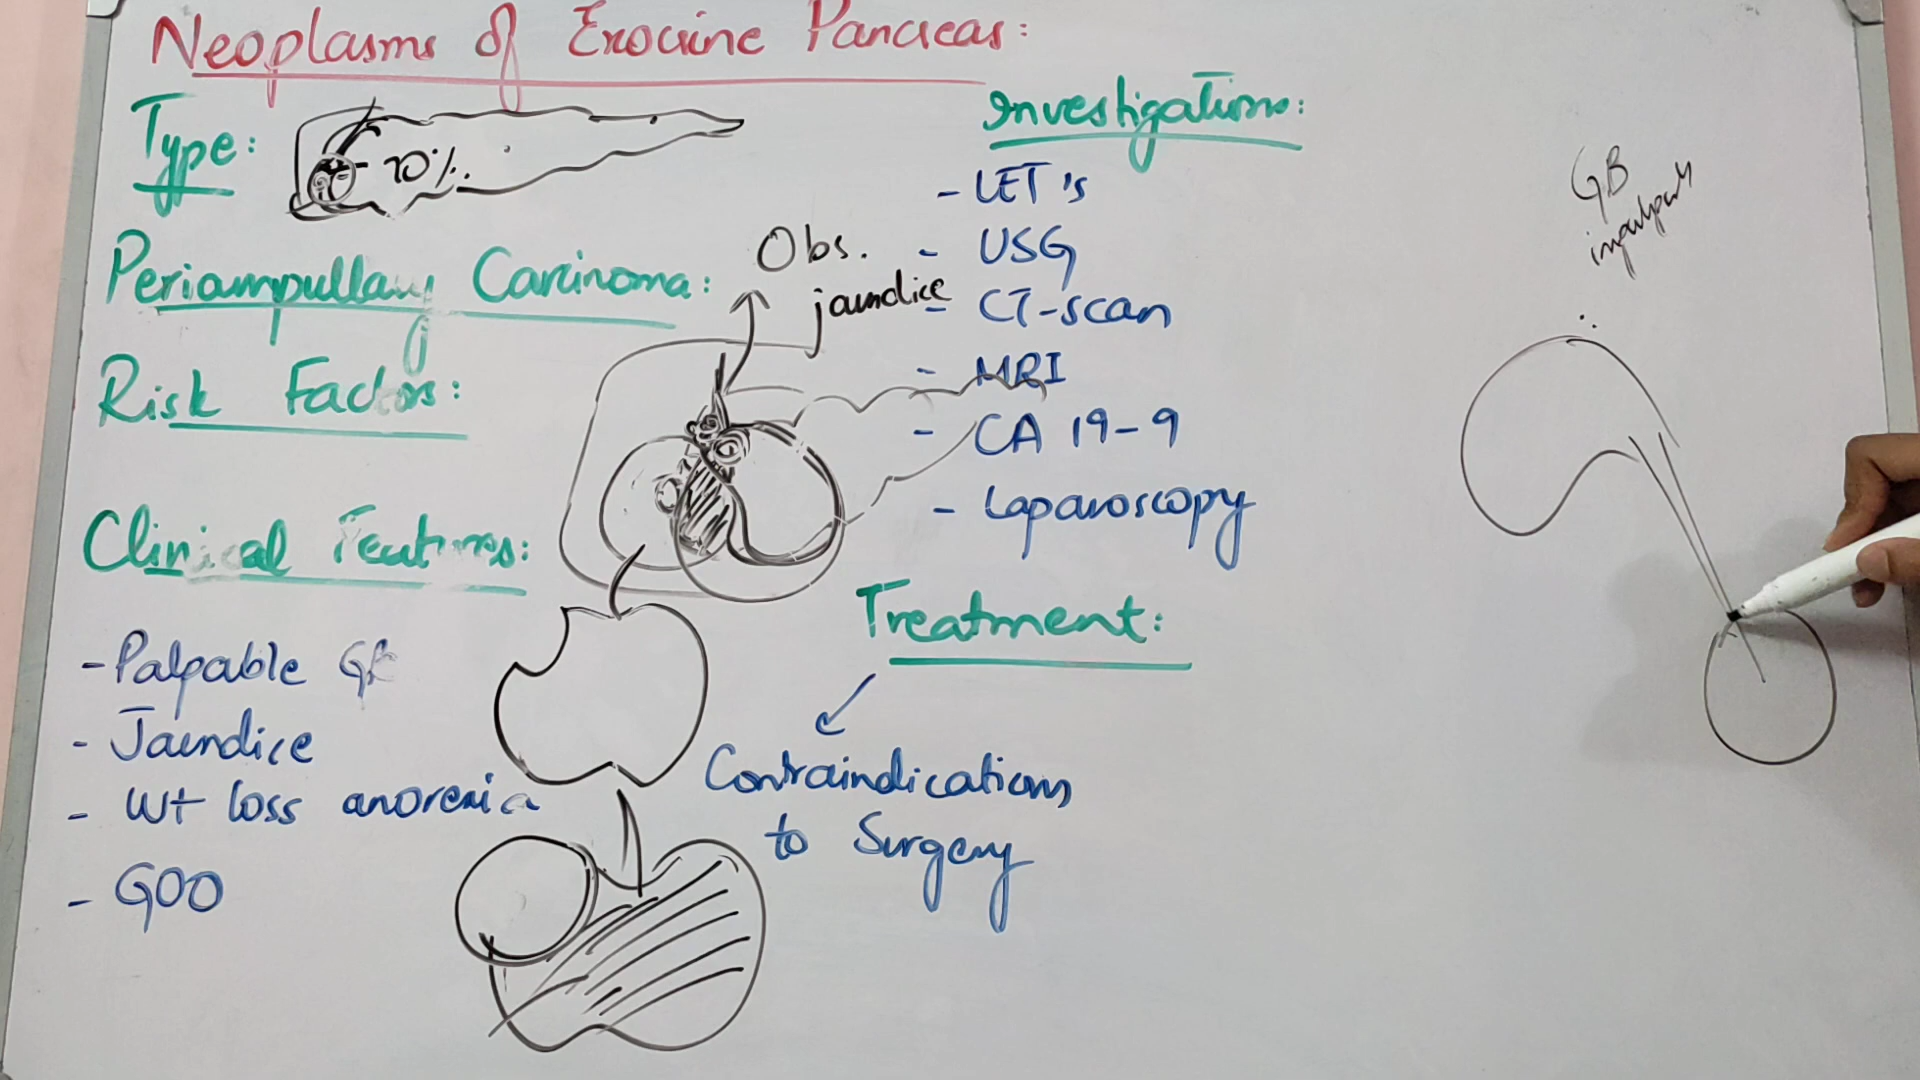 Neoplasms of Exocrine Pancreas:
Type:
70%.
Periampullary Carcinoma:
Risk Factors:
Clinical Features:
- Palpable GB
- Jaundice
- Wt loss anorexia
- GOO
Obs.
jaundice
Investigations:
- LFT's
- USG
- CT-scan
- MRI
- CA 19-9
- Laparoscopy
Treatment:
Contraindications
to Surgery
GB